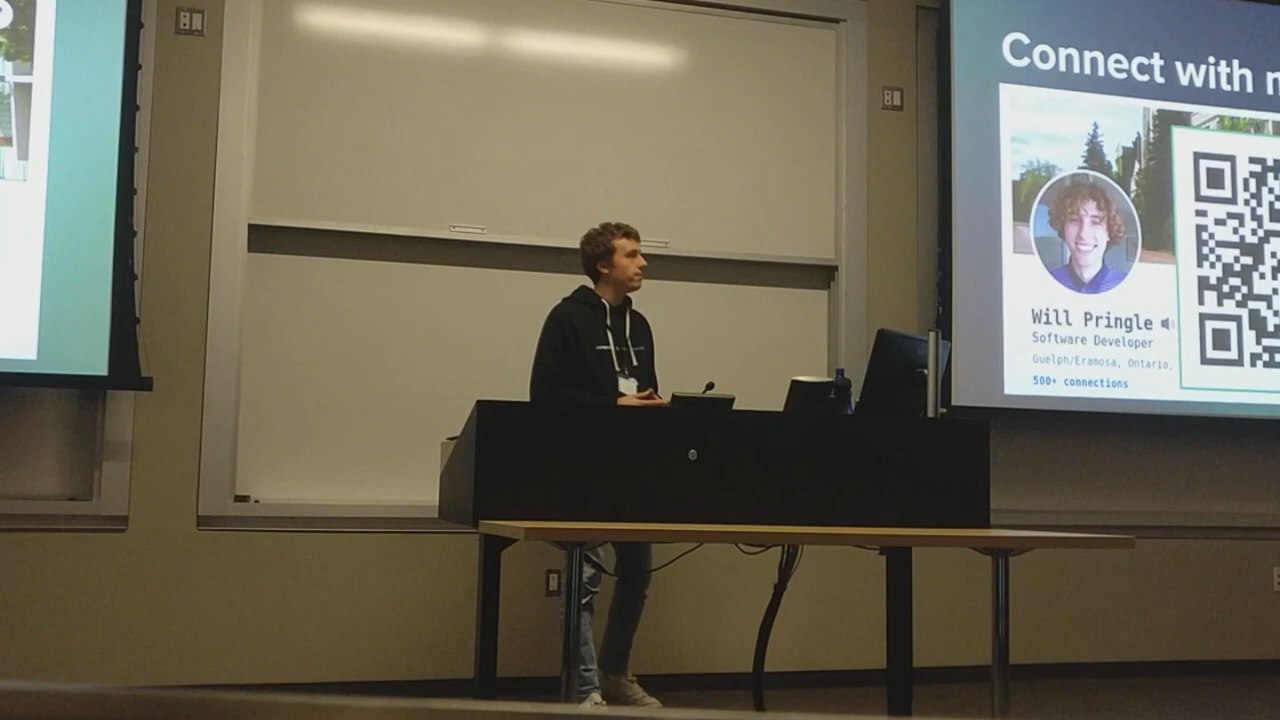 Connect with
Will Pringle
Software Developer
Guelph/Eramosa, Ontario,
500+ connections